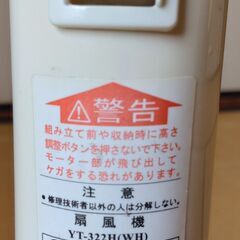 警告
組み立て前や収納時に高さ
調整ボタンを押さないで下さい。
モーター部が飛び出して
ケガをする恐れがあります。
注意
●修理技術者以外の人は分解しない。
扇風機
YT-322H(WH)